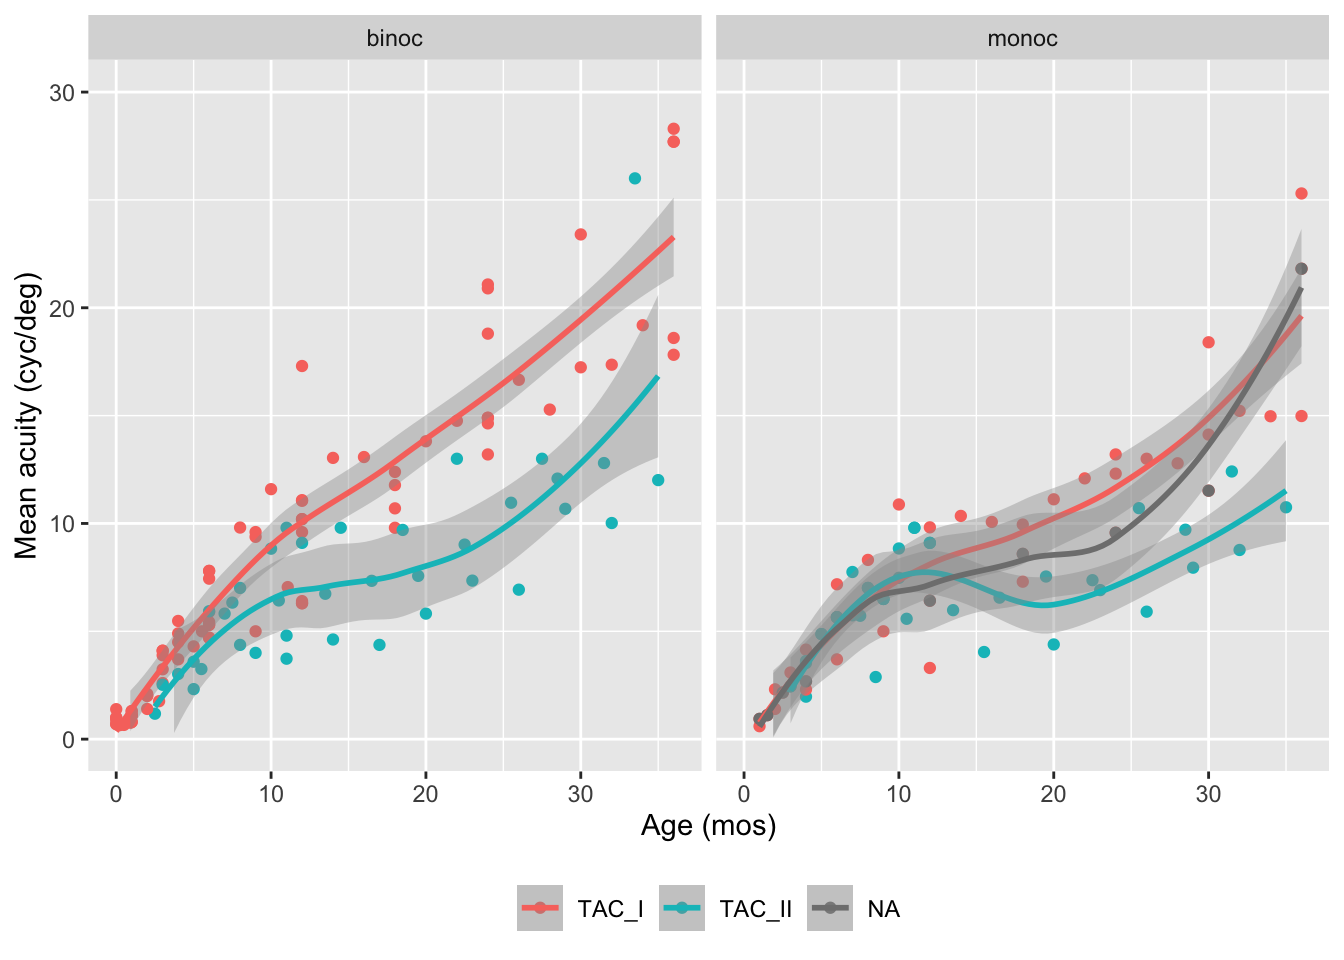 binoc monoc
30
20
10
0
Mean acuity (cyc/deg)
0 10 20 30 0 10 20 30
Age (mos)
TAC_I TAC_II NA